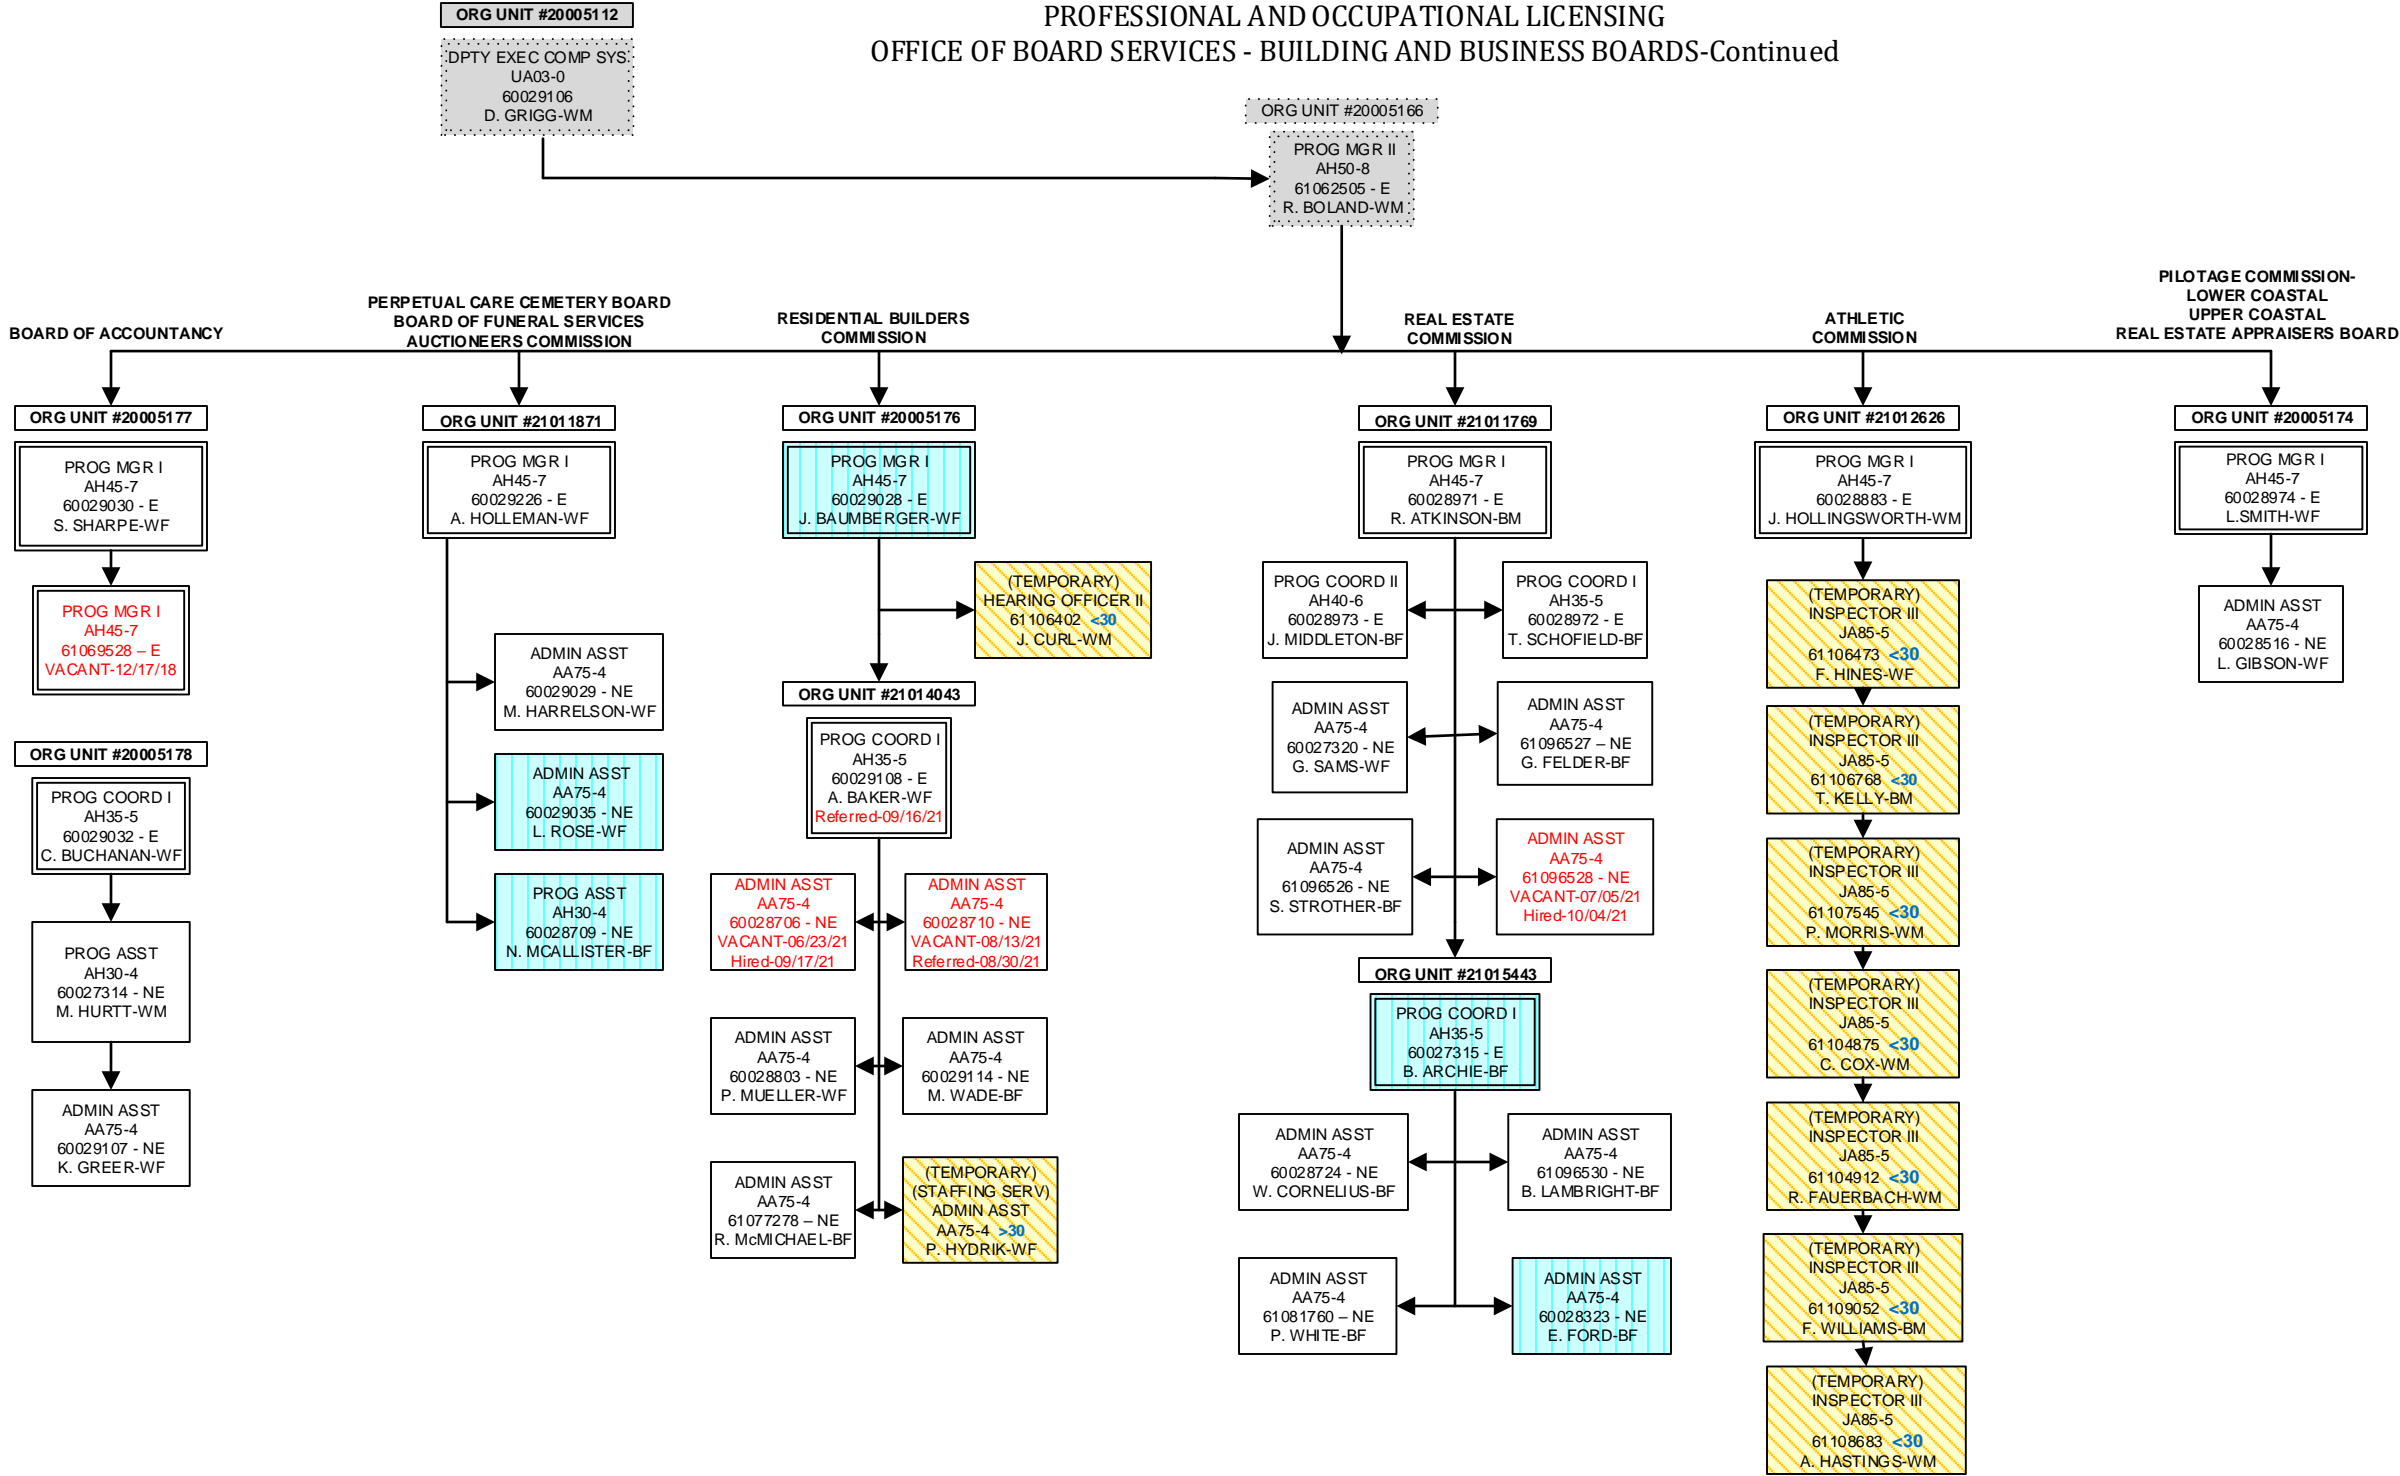 PROFESSIONAL AND OCCUPATIONAL LICENSING
OFFICE OF BOARD SERVICES - BUILDING AND BUSINESS BOARDS-Continued
ORG UNIT #20005112
DPTY EXEC COMP SYS
UA03-0
60029106
D. GRIGG-WM
ORG UNIT #20005166
PROG MGR II
AH50-8
61062505 - E
R. BOLAND-WM
BOARD OF ACCOUNTANCY
ORG UNIT #20005177
PROG MGR I
AH45-7
60029030 - E
S. SHARPE-WF
PROG MGR I
AH45-7
61069528 – E
VACANT-12/17/18
ORG UNIT #20005178
PROG COORD I
AH35-5
60029032 - E
C. BUCHANAN-WF
PROG ASST
AH30-4
60027314 - NE
M. HURTT-WM
ADMIN ASST
AA75-4
60029107 - NE
K. GREER-WF
PERPETUAL CARE CEMETERY BOARD
BOARD OF FUNERAL SERVICES
AUCTIONEERS COMMISSION
ORG UNIT #21011871
PROG MGR I
AH45-7
60029226 - E
A. HOLLEMAN-WF
ADMIN ASST
AA75-4
60029029 - NE
M. HARRELSON-WF
ADMIN ASST
AA75-4
60029035 - NE
L. ROSE-WF
PROG ASST
AH30-4
60028709 - NE
N. MCALLISTER-BF
RESIDENTIAL BUILDERS
COMMISSION
ORG UNIT #20005176
PROG MGR I
AH45-7
60029028 - E
J. BAUMBERGER-WF
(TEMPORARY)
HEARING OFFICER II
61106402 <30
J. CURL-WM
ORG UNIT #21014043
PROG COORD I
AH35-5
60029108 - E
A. BAKER-WF
Referred-09/16/21
ADMIN ASST
AA75-4
60028706 - NE
VACANT-06/23/21
Hired-09/17/21
ADMIN ASST
AA75-4
60028710 - NE
VACANT-08/13/21
Referred-08/30/21
ADMIN ASST
AA75-4
60028803 - NE
P. MUELLER-WF
ADMIN ASST
AA75-4
60029114 - NE
M. WADE-BF
ADMIN ASST
AA75-4
61077278 – NE
R. McMICHAEL-BF
(TEMPORARY)
(STAFFING SERV)
ADMIN ASST
AA75-4 >30
P. HYDRIK-WF
REAL ESTATE
COMMISSION
ORG UNIT #21011769
PROG MGR I
AH45-7
60028971 - E
R. ATKINSON-BM
PROG COORD II
AH40-6
60028973 - E
J. MIDDLETON-BF
PROG COORD I
AH35-5
60028972 - E
T. SCHOFIELD-BF
ADMIN ASST
AA75-4
60027320 - NE
G. SAMS-WF
ADMIN ASST
AA75-4
61096527 – NE
G. FELDER-BF
ADMIN ASST
AA75-4
61096526 - NE
S. STROTHER-BF
ADMIN ASST
AA75-4
61096528 - NE
VACANT-07/05/21
Hired-10/04/21
ORG UNIT #21015443
PROG COORD I
AH35-5
60027315 - E
B. ARCHIE-BF
ADMIN ASST
AA75-4
60028724 - NE
W. CORNELIUS-BF
ADMIN ASST
AA75-4
61096530 - NE
B. LAMBRIGHT-BF
ADMIN ASST
AA75-4
61081760 – NE
P. WHITE-BF
ADMIN ASST
AA75-4
60028323 - NE
E. FORD-BF
ATHLETIC
COMMISSION
ORG UNIT #21012626
PROG MGR I
AH45-7
60028883 - E
J. HOLLINGSWORTH-WM
(TEMPORARY)
INSPECTOR III
JA85-5
61106473 <30
F. HINES-WF
(TEMPORARY)
INSPECTOR III
JA85-5
61106768 <30
T. KELLY-BM
(TEMPORARY)
INSPECTOR III
JA85-5
61107545 <30
P. MORRIS-WM
(TEMPORARY)
INSPECTOR III
JA85-5
61104875 <30
C. COX-WM
(TEMPORARY)
INSPECTOR III
JA85-5
61104912 <30
R. FAUERBACH-WM
(TEMPORARY)
INSPECTOR III
JA85-5
61109052 <30
F. WILLIAMS-BM
(TEMPORARY)
INSPECTOR III
JA85-5
61108683 <30
A. HASTINGS-WM
PILOTAGE COMMISSION-
LOWER COASTAL
UPPER COASTAL
REAL ESTATE APPRAISERS BOARD
ORG UNIT #20005174
PROG MGR I
AH45-7
60028974 - E
L.SMITH-WF
ADMIN ASST
AA75-4
60028516 - NE
L. GIBSON-WF